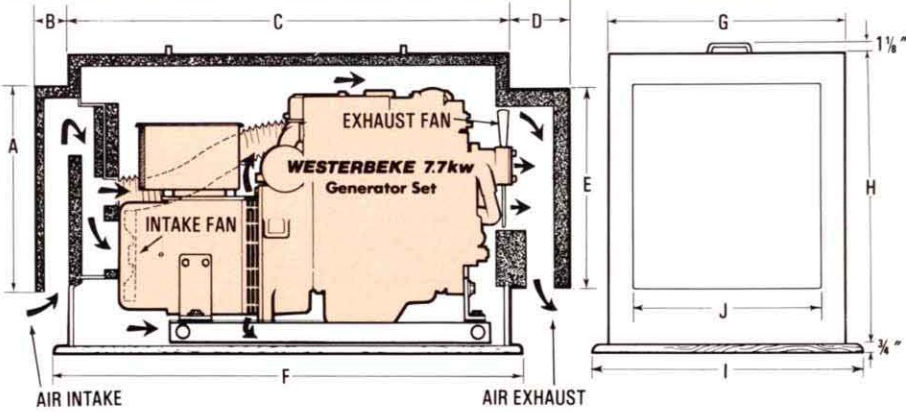 B
C
D
G
1⅛″
A
EXHAUST FAN
WESTERBEKE 7.7kw
Generator Set
E
H
INTAKE FAN
J
¾″
F
I
AIR INTAKE
AIR EXHAUST